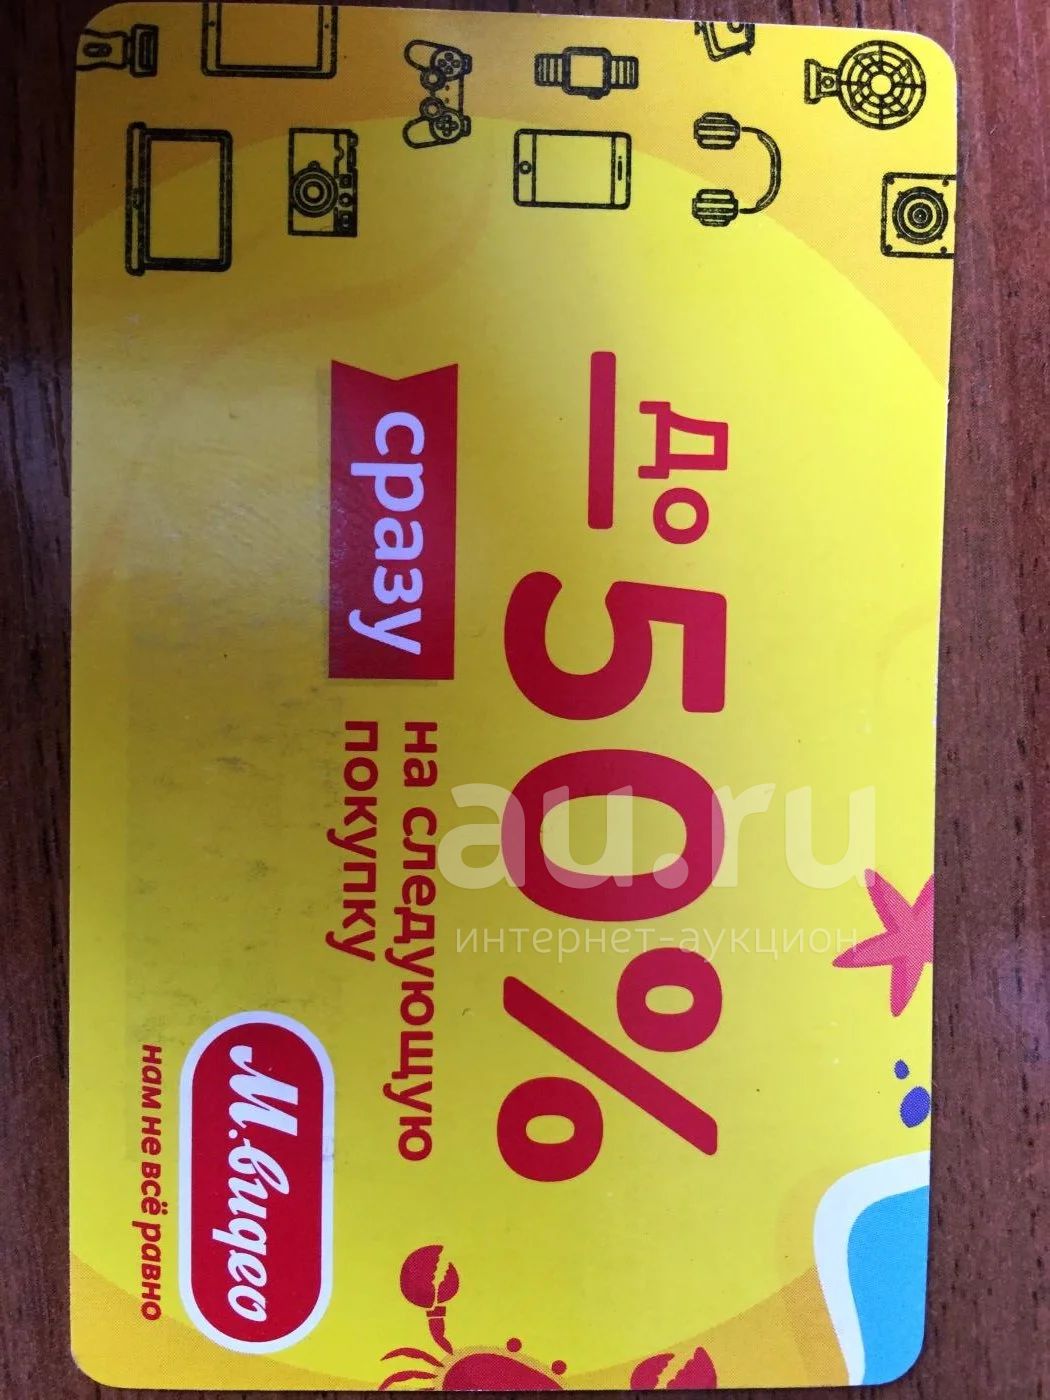 до
–50%
сразу
на следующую
покупку
М.видео
нам не всё равно
au.ru
интернет-аукцион